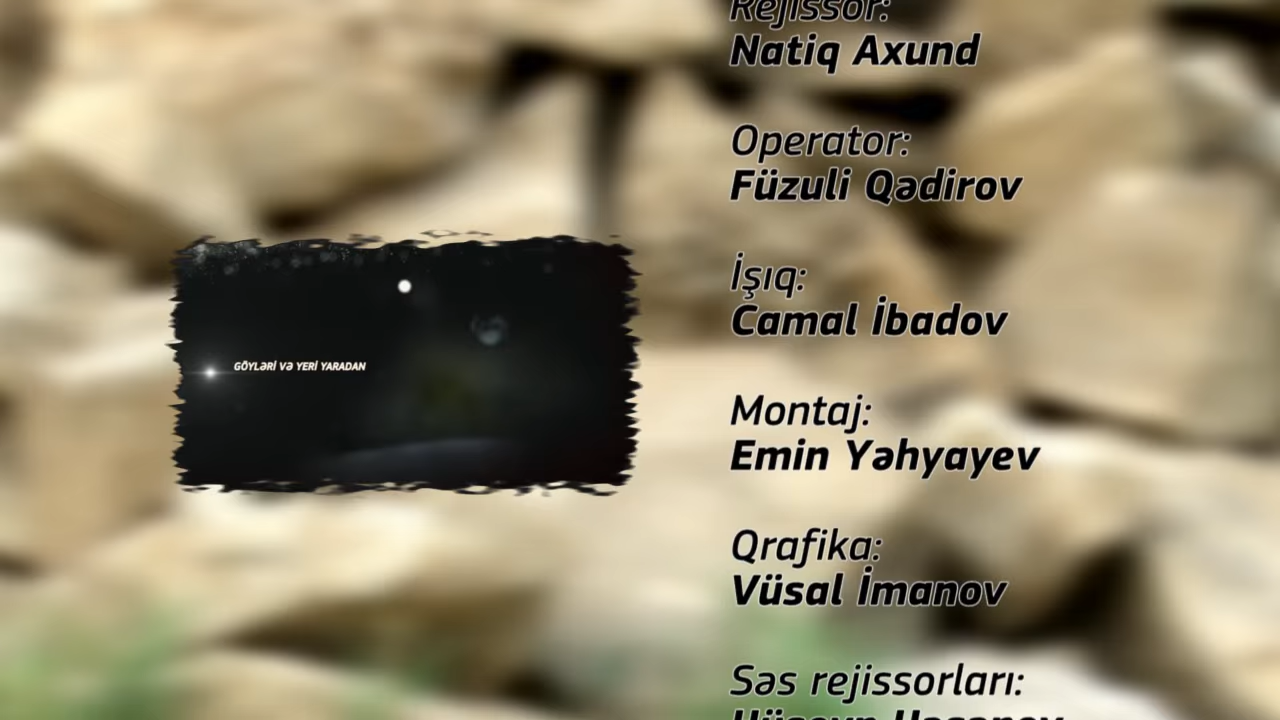 Rejissor:
Natiq Axund
Operator:
Füzuli Qədirov
İşıq:
Camal İbadov
Montaj:
Emin Yəhyayev
Qrafika:
Vüsal İmanov
Səs rejissorları:
GÖYLƏRİ VƏ YERİ YARADAN